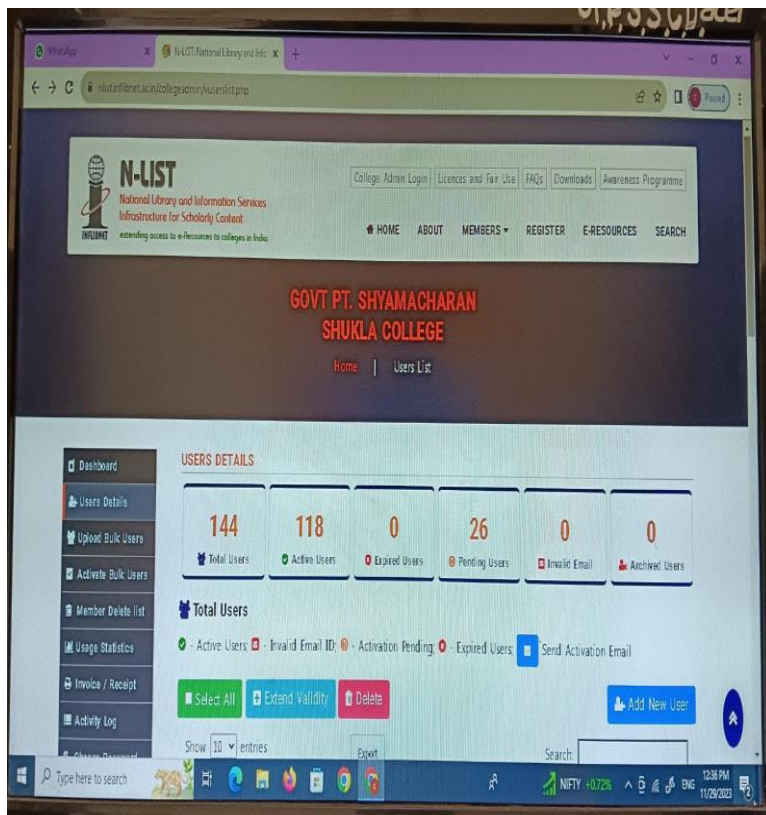 WhatsApp
N-LIST: National Library and Info
nlist.inflibnet.ac.in/collegeadmin/vuserslist.php
Paused
INFLIBNET
N-LIST
National Library and Information Services
Infrastructure for Scholarly Content
extending access to e-Resources to colleges in India
College Admin Login Licences and Fair Use FAQs Downloads Awareness Programme
HOME ABOUT MEMBERS REGISTER E-RESOURCES SEARCH
GOVT PT. SHYAMACHARAN
SHUKLA COLLEGE
Home | Users List
Dashboard
Users Details
Upload Bulk Users
Activate Bulk Users
Member Delete list
Usage Statistics
Invoice / Receipt
Activity Log
Change Password
USERS DETAILS
144 118 0 26 0 0
Total Users Active Users Expired Users Pending Users Invalid Email Archived Users
Total Users
- Active Users; - Invalid Email ID; - Activation Pending; - Expired Users; Send Activation Email
Select All Extend Validity Delete
Add New User
Show 10 entries Export Search:
Type here to search
NIFTY +0.72% ENG 12:36 PM
11/29/2023
2